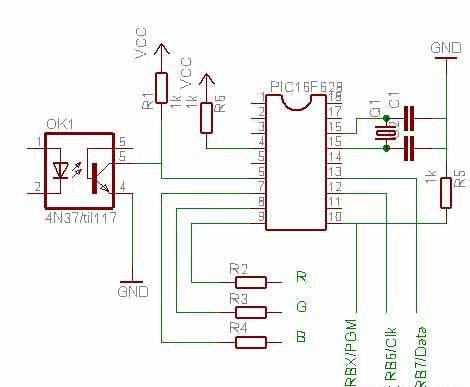 GND
VCC
VCC
PIC16F628
R1
1k
1k
R6
Q1
C1
OK1
1
2
5
4
4N37/til117
GND
1
2
3
4
5
6
7
8
9
18
17
16
15
14
13
12
11
10
1k
R5
R2
R
R3
G
R4
B
RBX/PGM
RB6/Clk
RB7/Data